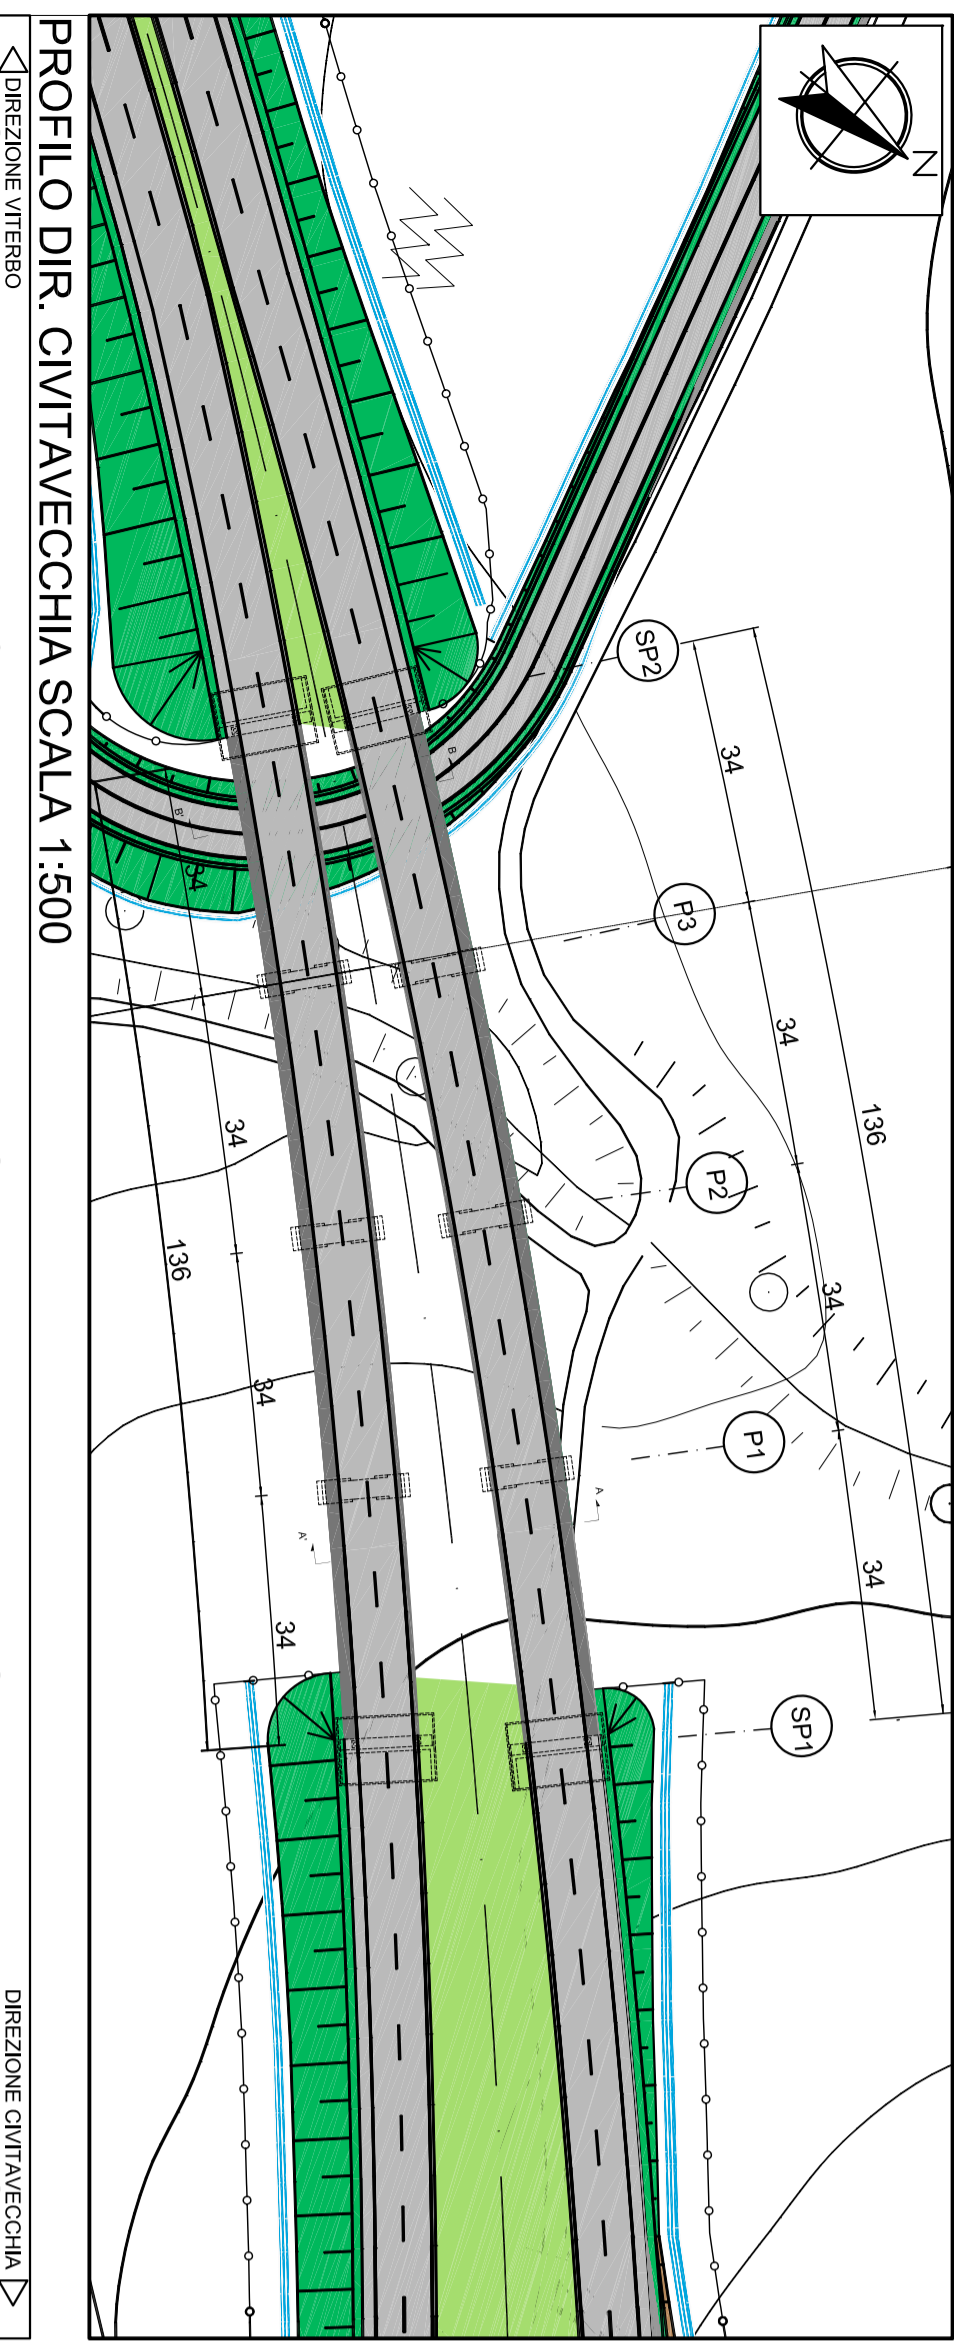 N
SP2
34
P3
34
136
P2
34
P1
34
SP1
B
B'
34
34
136
34
A
A'
34
PROFILO DIR. CIVITAVECCHIA SCALA 1:500
DIREZIONE VITERBO
DIREZIONE CIVITAVECCHIA